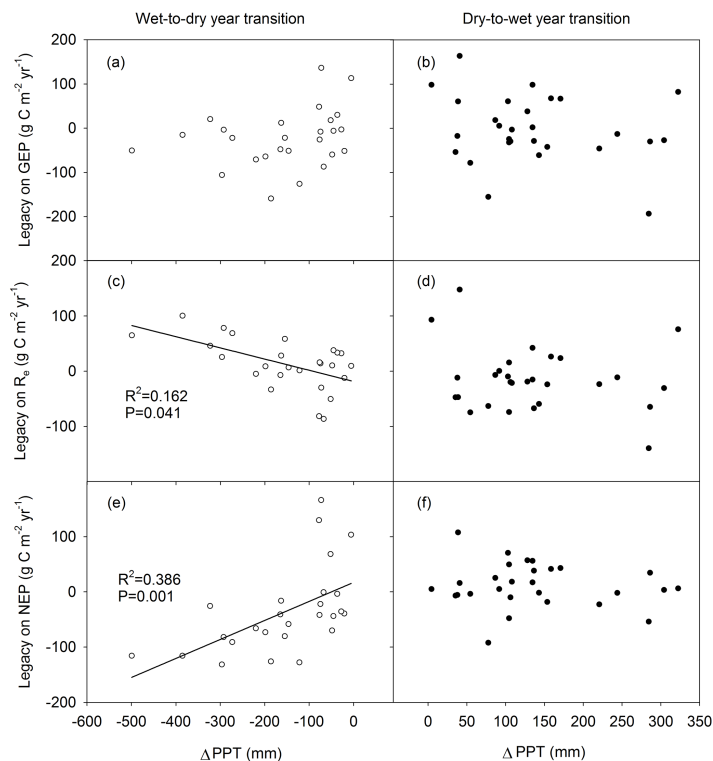 Wet-to-dry year transition
Dry-to-wet year transition
Legacy on GEP (g C m-2 yr-1)
200
100
0
-100
-200
(a)
(b)
Legacy on Re (g C m-2 yr-1)
200
100
0
-100
(c)
R2=0.162
P=0.041
(d)
Legacy on NEP (g C m-2 yr-1)
200
100
0
-100
-200
(e)
R2=0.386
P=0.001
(f)
-600 -500 -400 -300 -200 -100 0
0 50 100 150 200 250 300 350
ΔPPT (mm)
ΔPPT (mm)